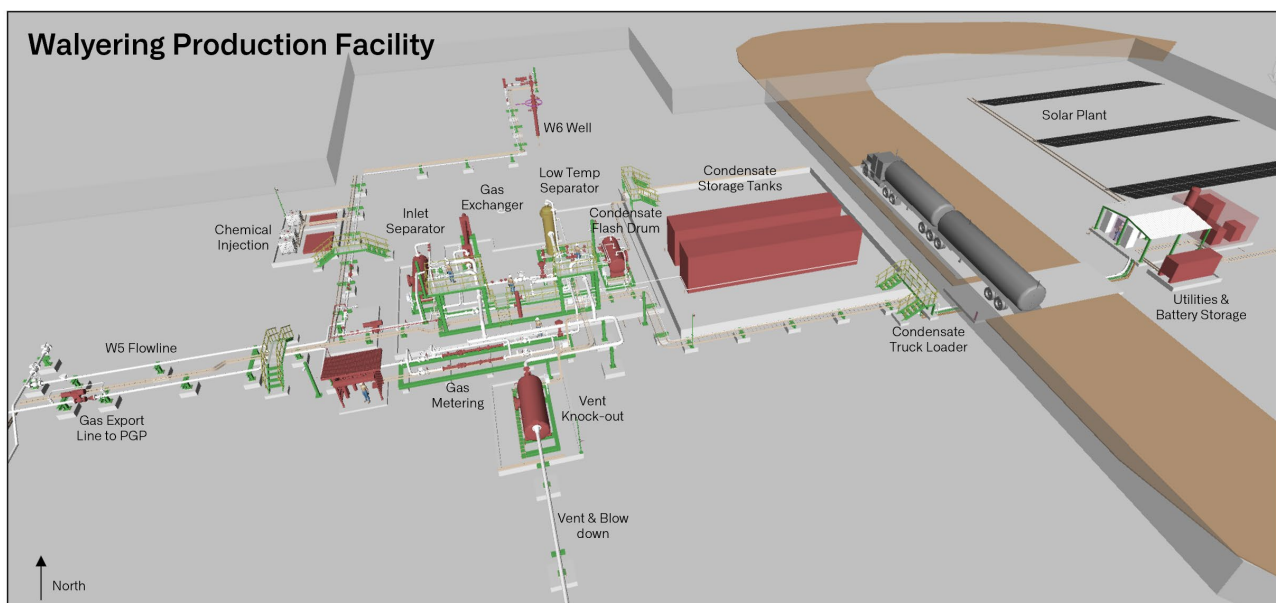 Walyering Production Facility
W6 Well
Solar Plant
Low Temp
Separator
Condensate
Storage Tanks
Gas
Exchanger
Inlet
Separator
Condensate
Flash Drum
Chemical
Injection
Utilities &
Battery Storage
Condensate
Truck Loader
W5 Flowline
Gas
Metering
Vent
Knock-out
Gas Export
Line to PGP
Vent & Blow
down
North